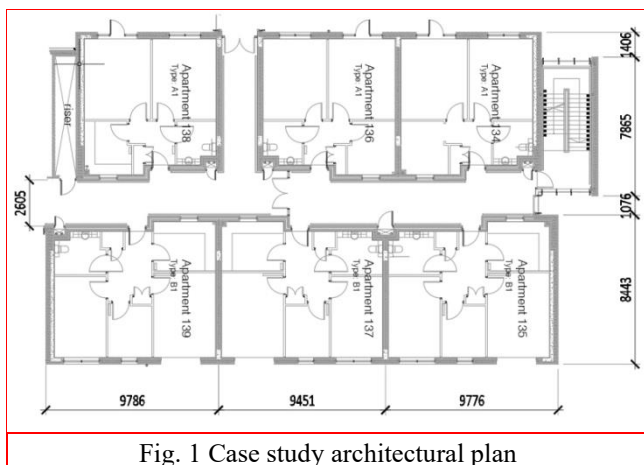 1406
7865
1076
8443
2605
riser
Apartment 138
Type A1
Apartment 136
Type A1
Apartment 134
Type A1
Apartment 139
Type B1
Apartment 137
Type B1
Apartment 135
Type B1
9786
9451
9776
Fig. 1 Case study architectural plan